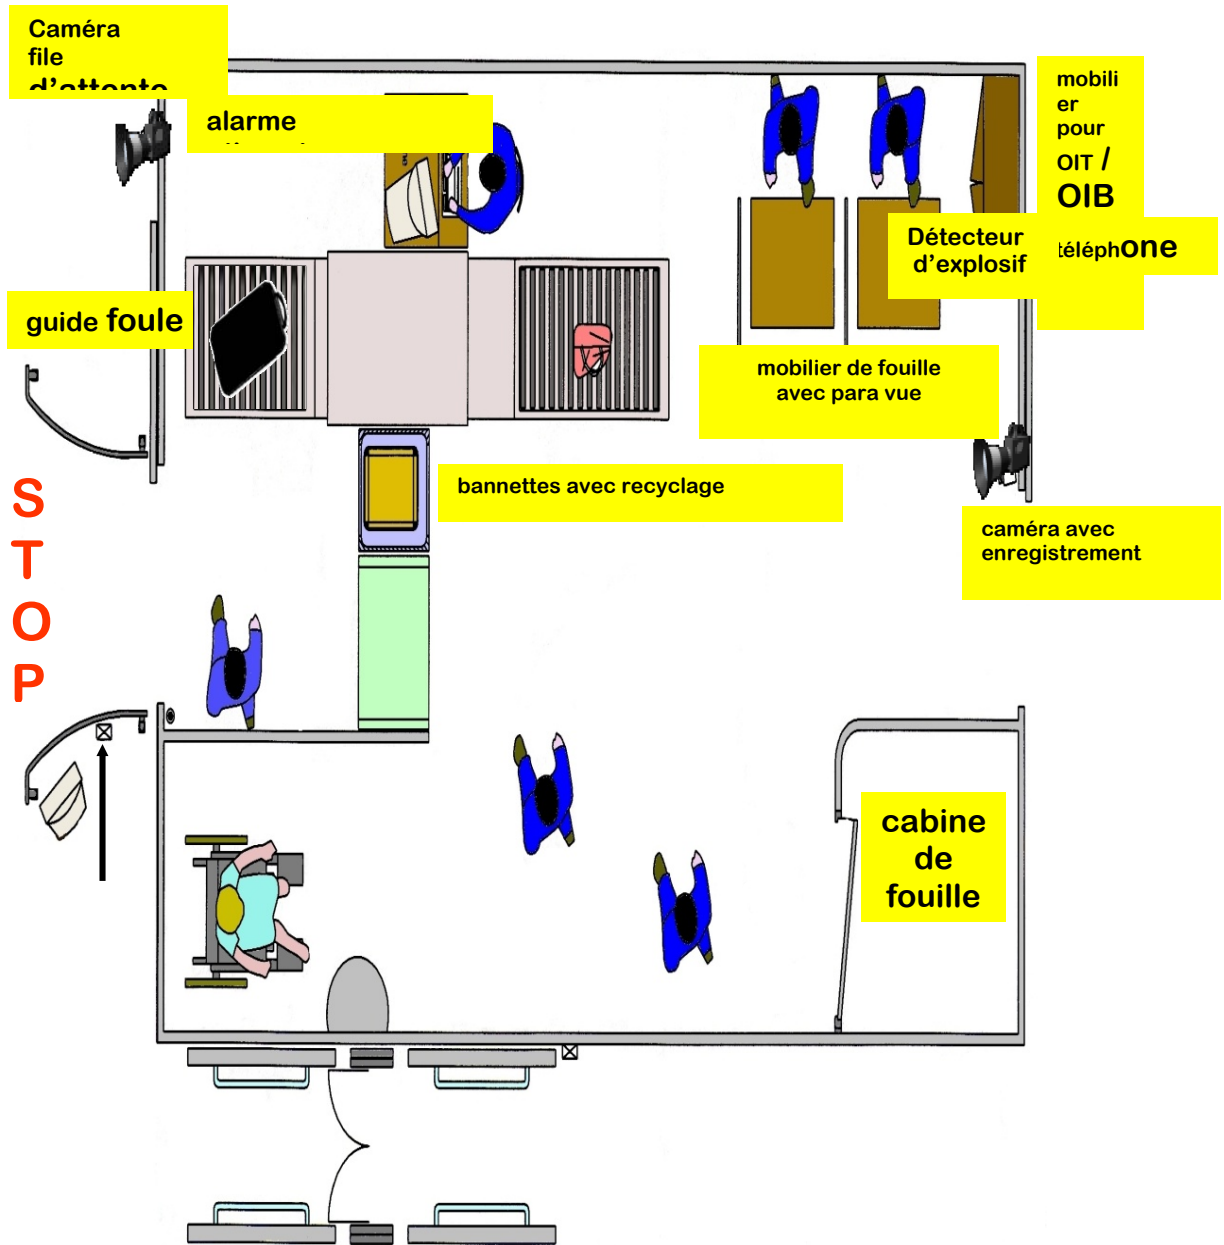 Caméra
file
d'attente
alarme
mobili
er
pour
OIT /
OIB
téléphone
Détecteur
d'explosif
guide foule
mobilier de fouille
avec para vue
bannettes avec recyclage
caméra avec
enregistrement
S
T
O
P
cabine
de
fouille